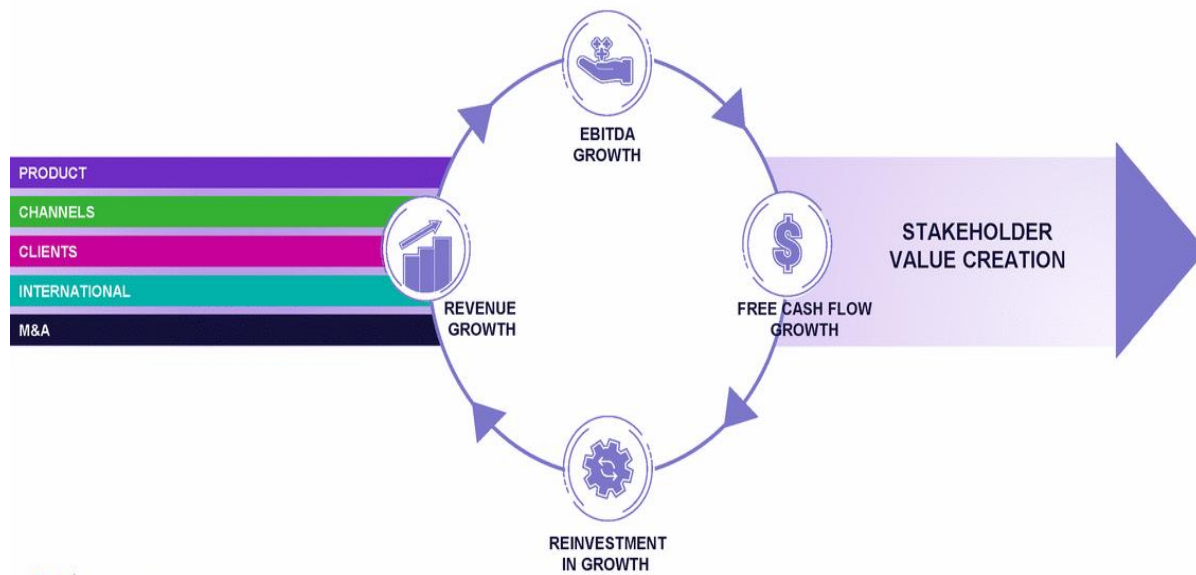 EBITDA
GROWTH
PRODUCT
CHANNELS
CLIENTS
INTERNATIONAL
M&A
REVENUE
GROWTH
$
FREE CASH FLOW
GROWTH
STAKEHOLDER
VALUE CREATION
REINVESTMENT
IN GROWTH